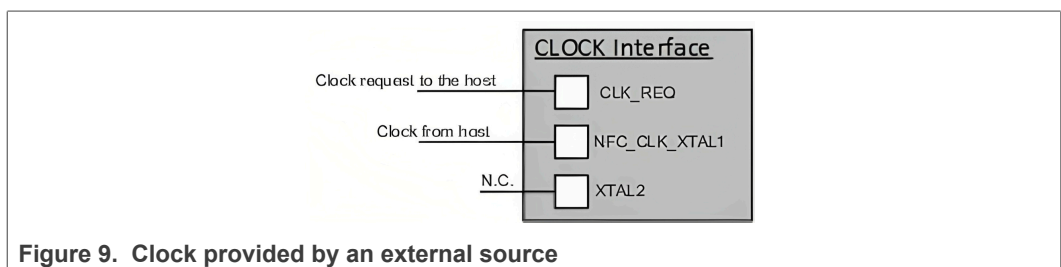 CLOCK Interface
Clock request to the host
CLK_REQ
Clock from host
NFC_CLK_XTAL1
N.C.
XTAL2
Figure 9. Clock provided by an external source